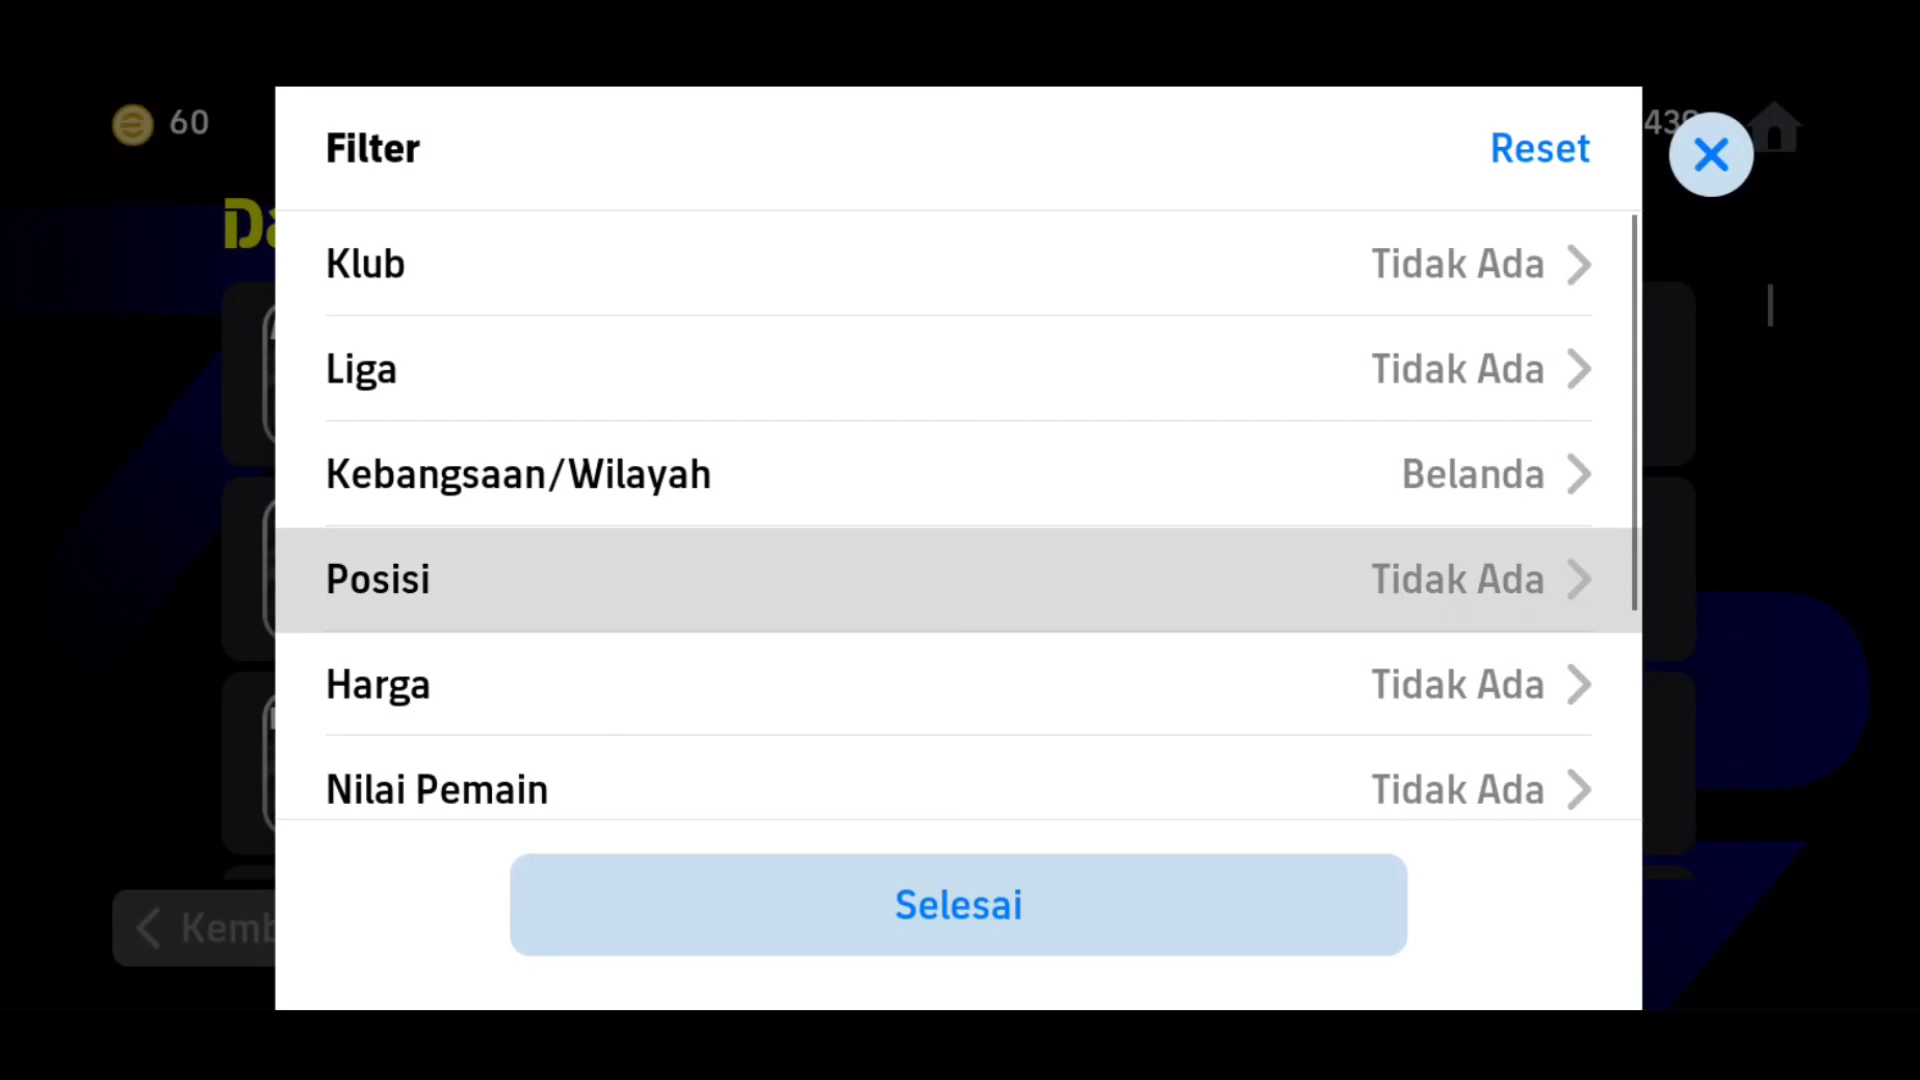 60
Filter
Reset
Klub
Tidak Ada
Liga
Tidak Ada
Kebangsaan/Wilayah
Belanda
Posisi
Tidak Ada
Harga
Tidak Ada
Nilai Pemain
Tidak Ada
Selesai